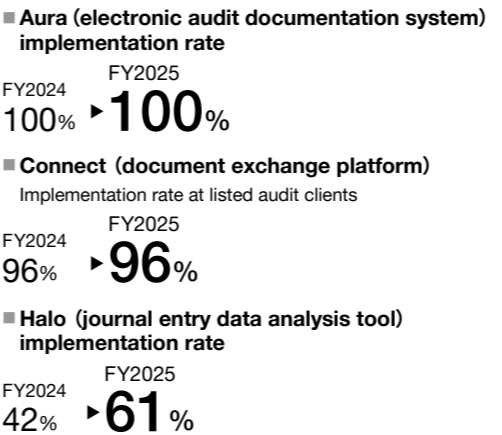 ■ Aura (electronic audit documentation system)
implementation rate
FY2024
100%
▶
FY2025
100%
■ Connect (document exchange platform)
Implementation rate at listed audit clients
FY2024
96%
▶
FY2025
96%
■ Halo (journal entry data analysis tool)
implementation rate
FY2024
42%
▶
FY2025
61%